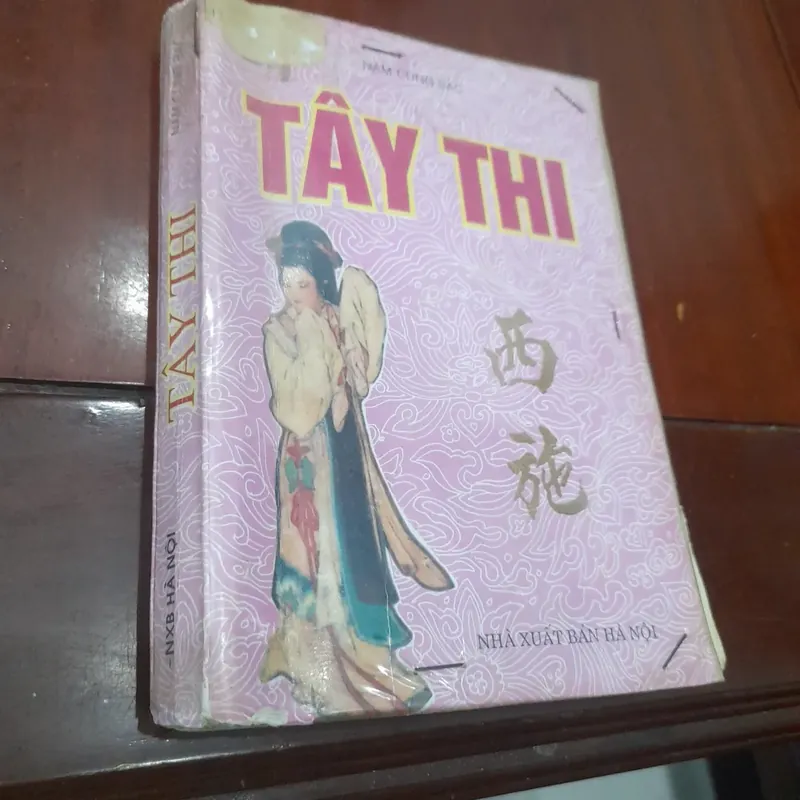 NAM CUNG BÁC
TÂY THI
西
施
NHÀ XUẤT BẢN HÀ NỘI
TÂY THI
-NXB HÀ NỘI